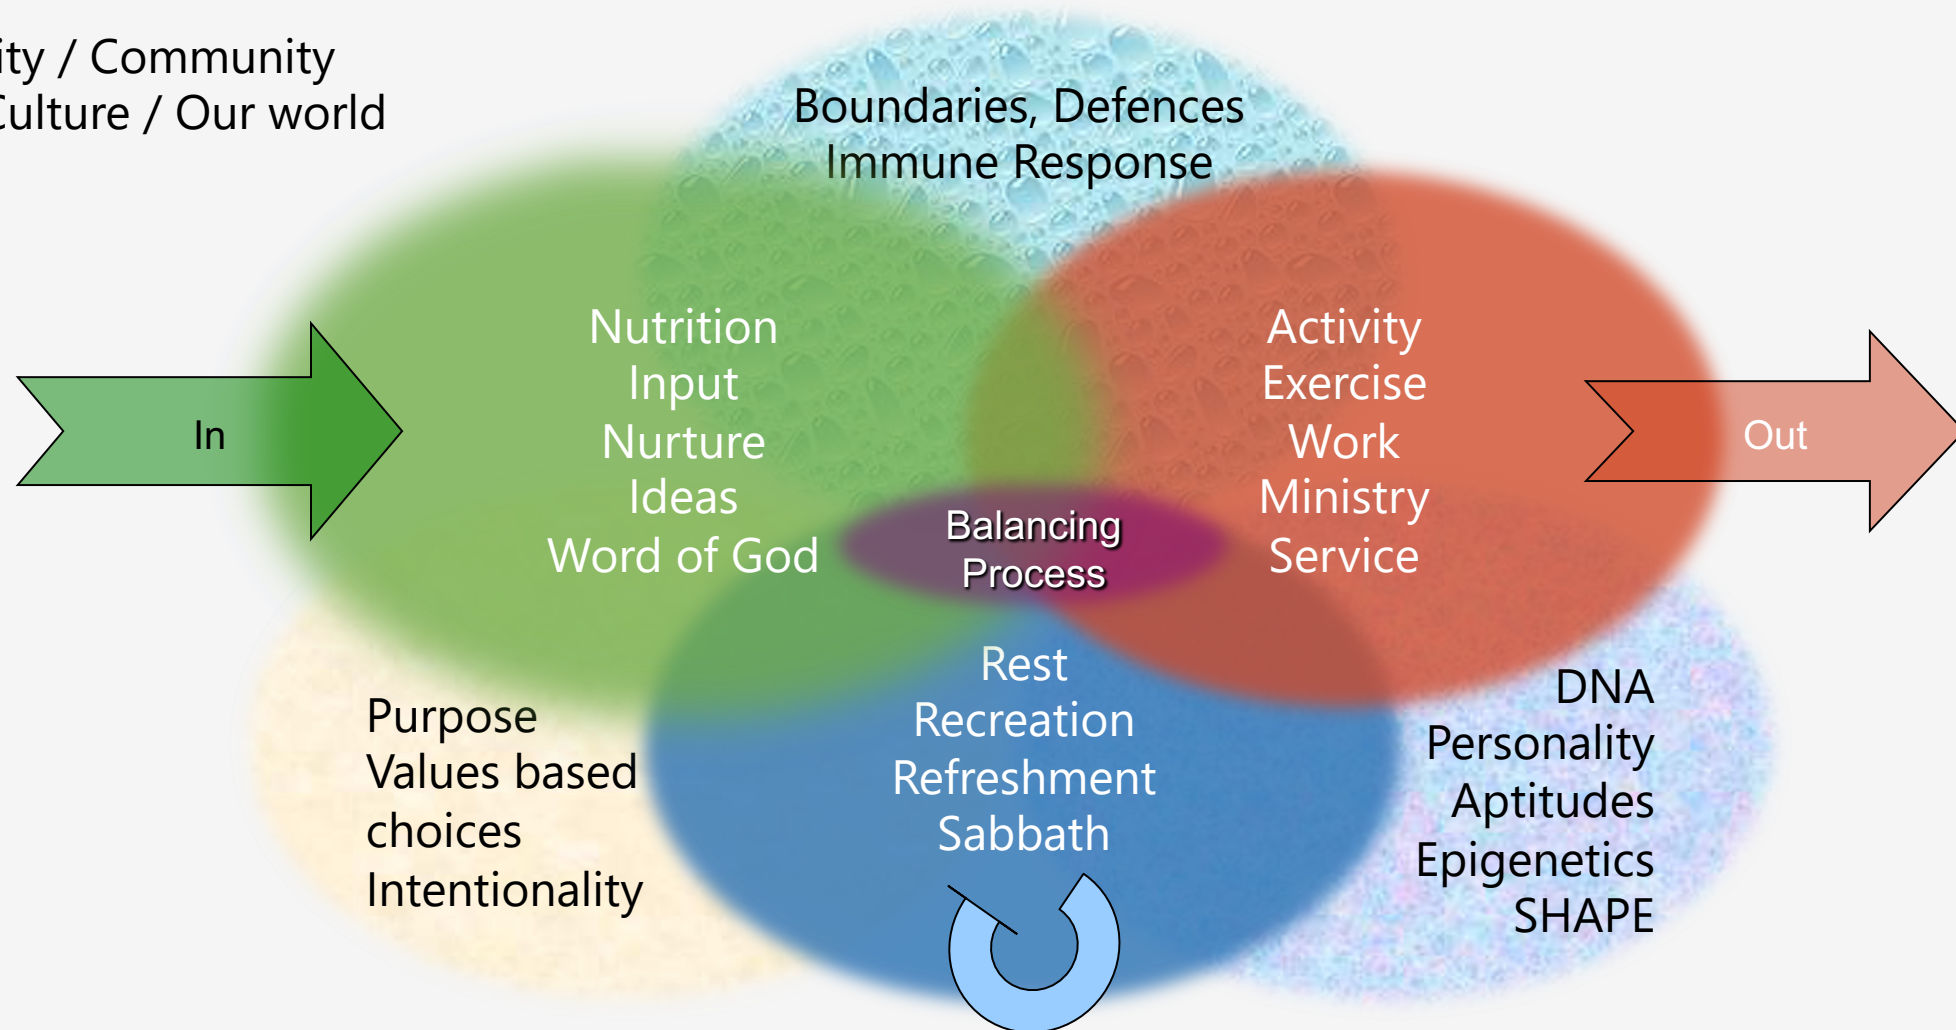 ity / Community
Culture / Our world
Boundaries, Defences
Immune Response
In
Nutrition
Input
Nurture
Ideas
Word of God
Activity
Exercise
Work
Ministry
Service
Out
Balancing
Process
Rest
Recreation
Refreshment
Sabbath
Purpose
Values based
choices
Intentionality
DNA
Personality
Aptitudes
Epigenetics
SHAPE